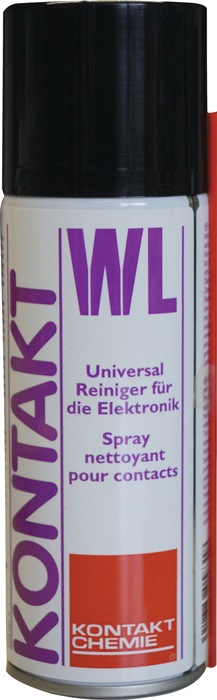 KONTAKT
WL
Universal
Reiniger für
die Elektronik
Spray
nettoyant
pour contacts
KONTAKT
CHEMIE